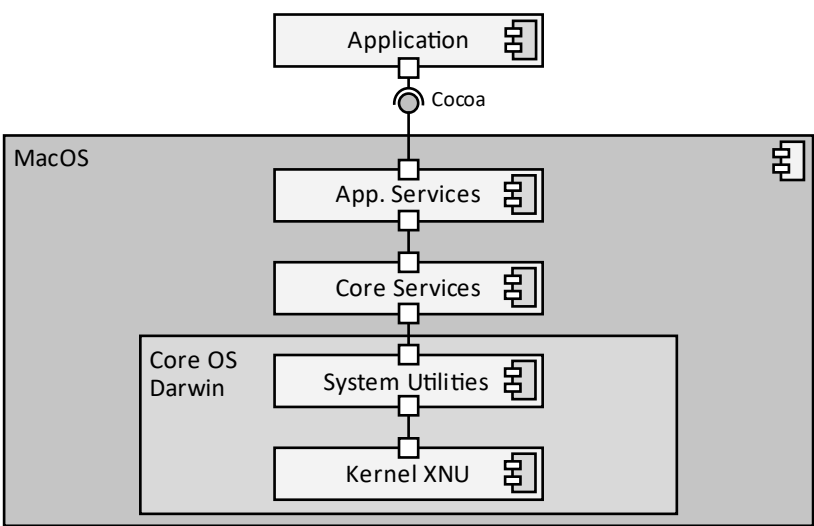 Application
Cocoa
MacOS
App. Services
Core Services
Core OS
Darwin
System Utilities
Kernel XNU